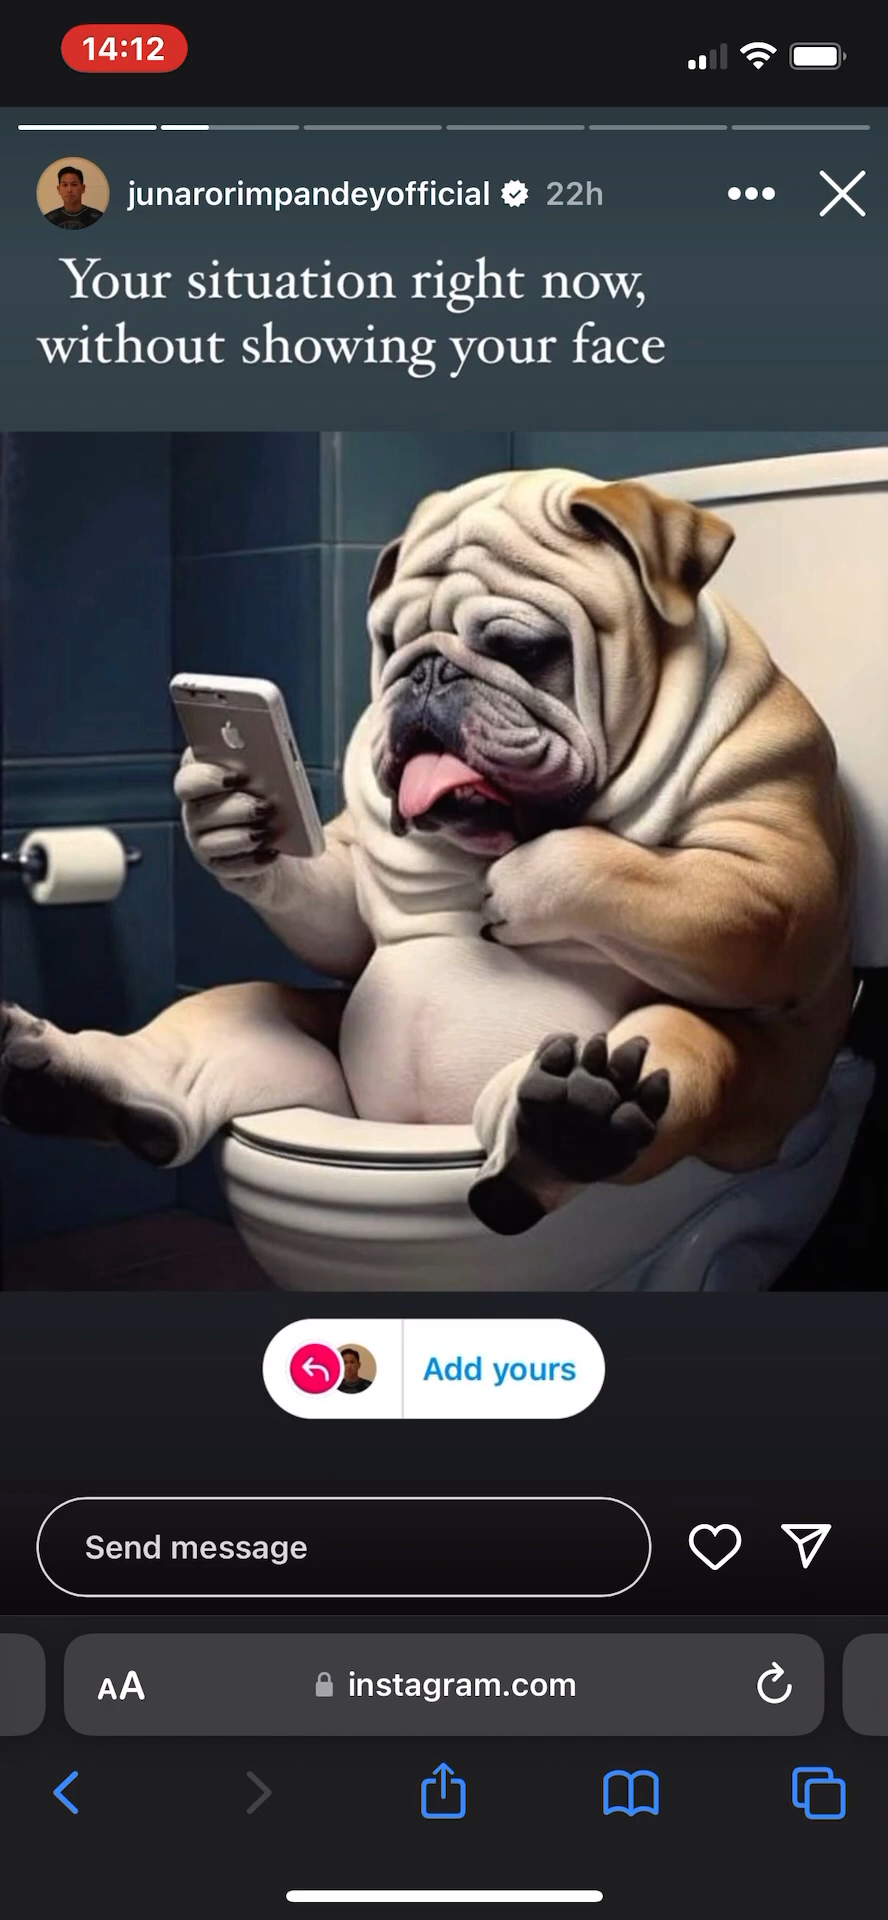 14:12
junarorimpandeyofficial 22h
Your situation right now,
without showing your face
Add yours
Send message
AA
instagram.com